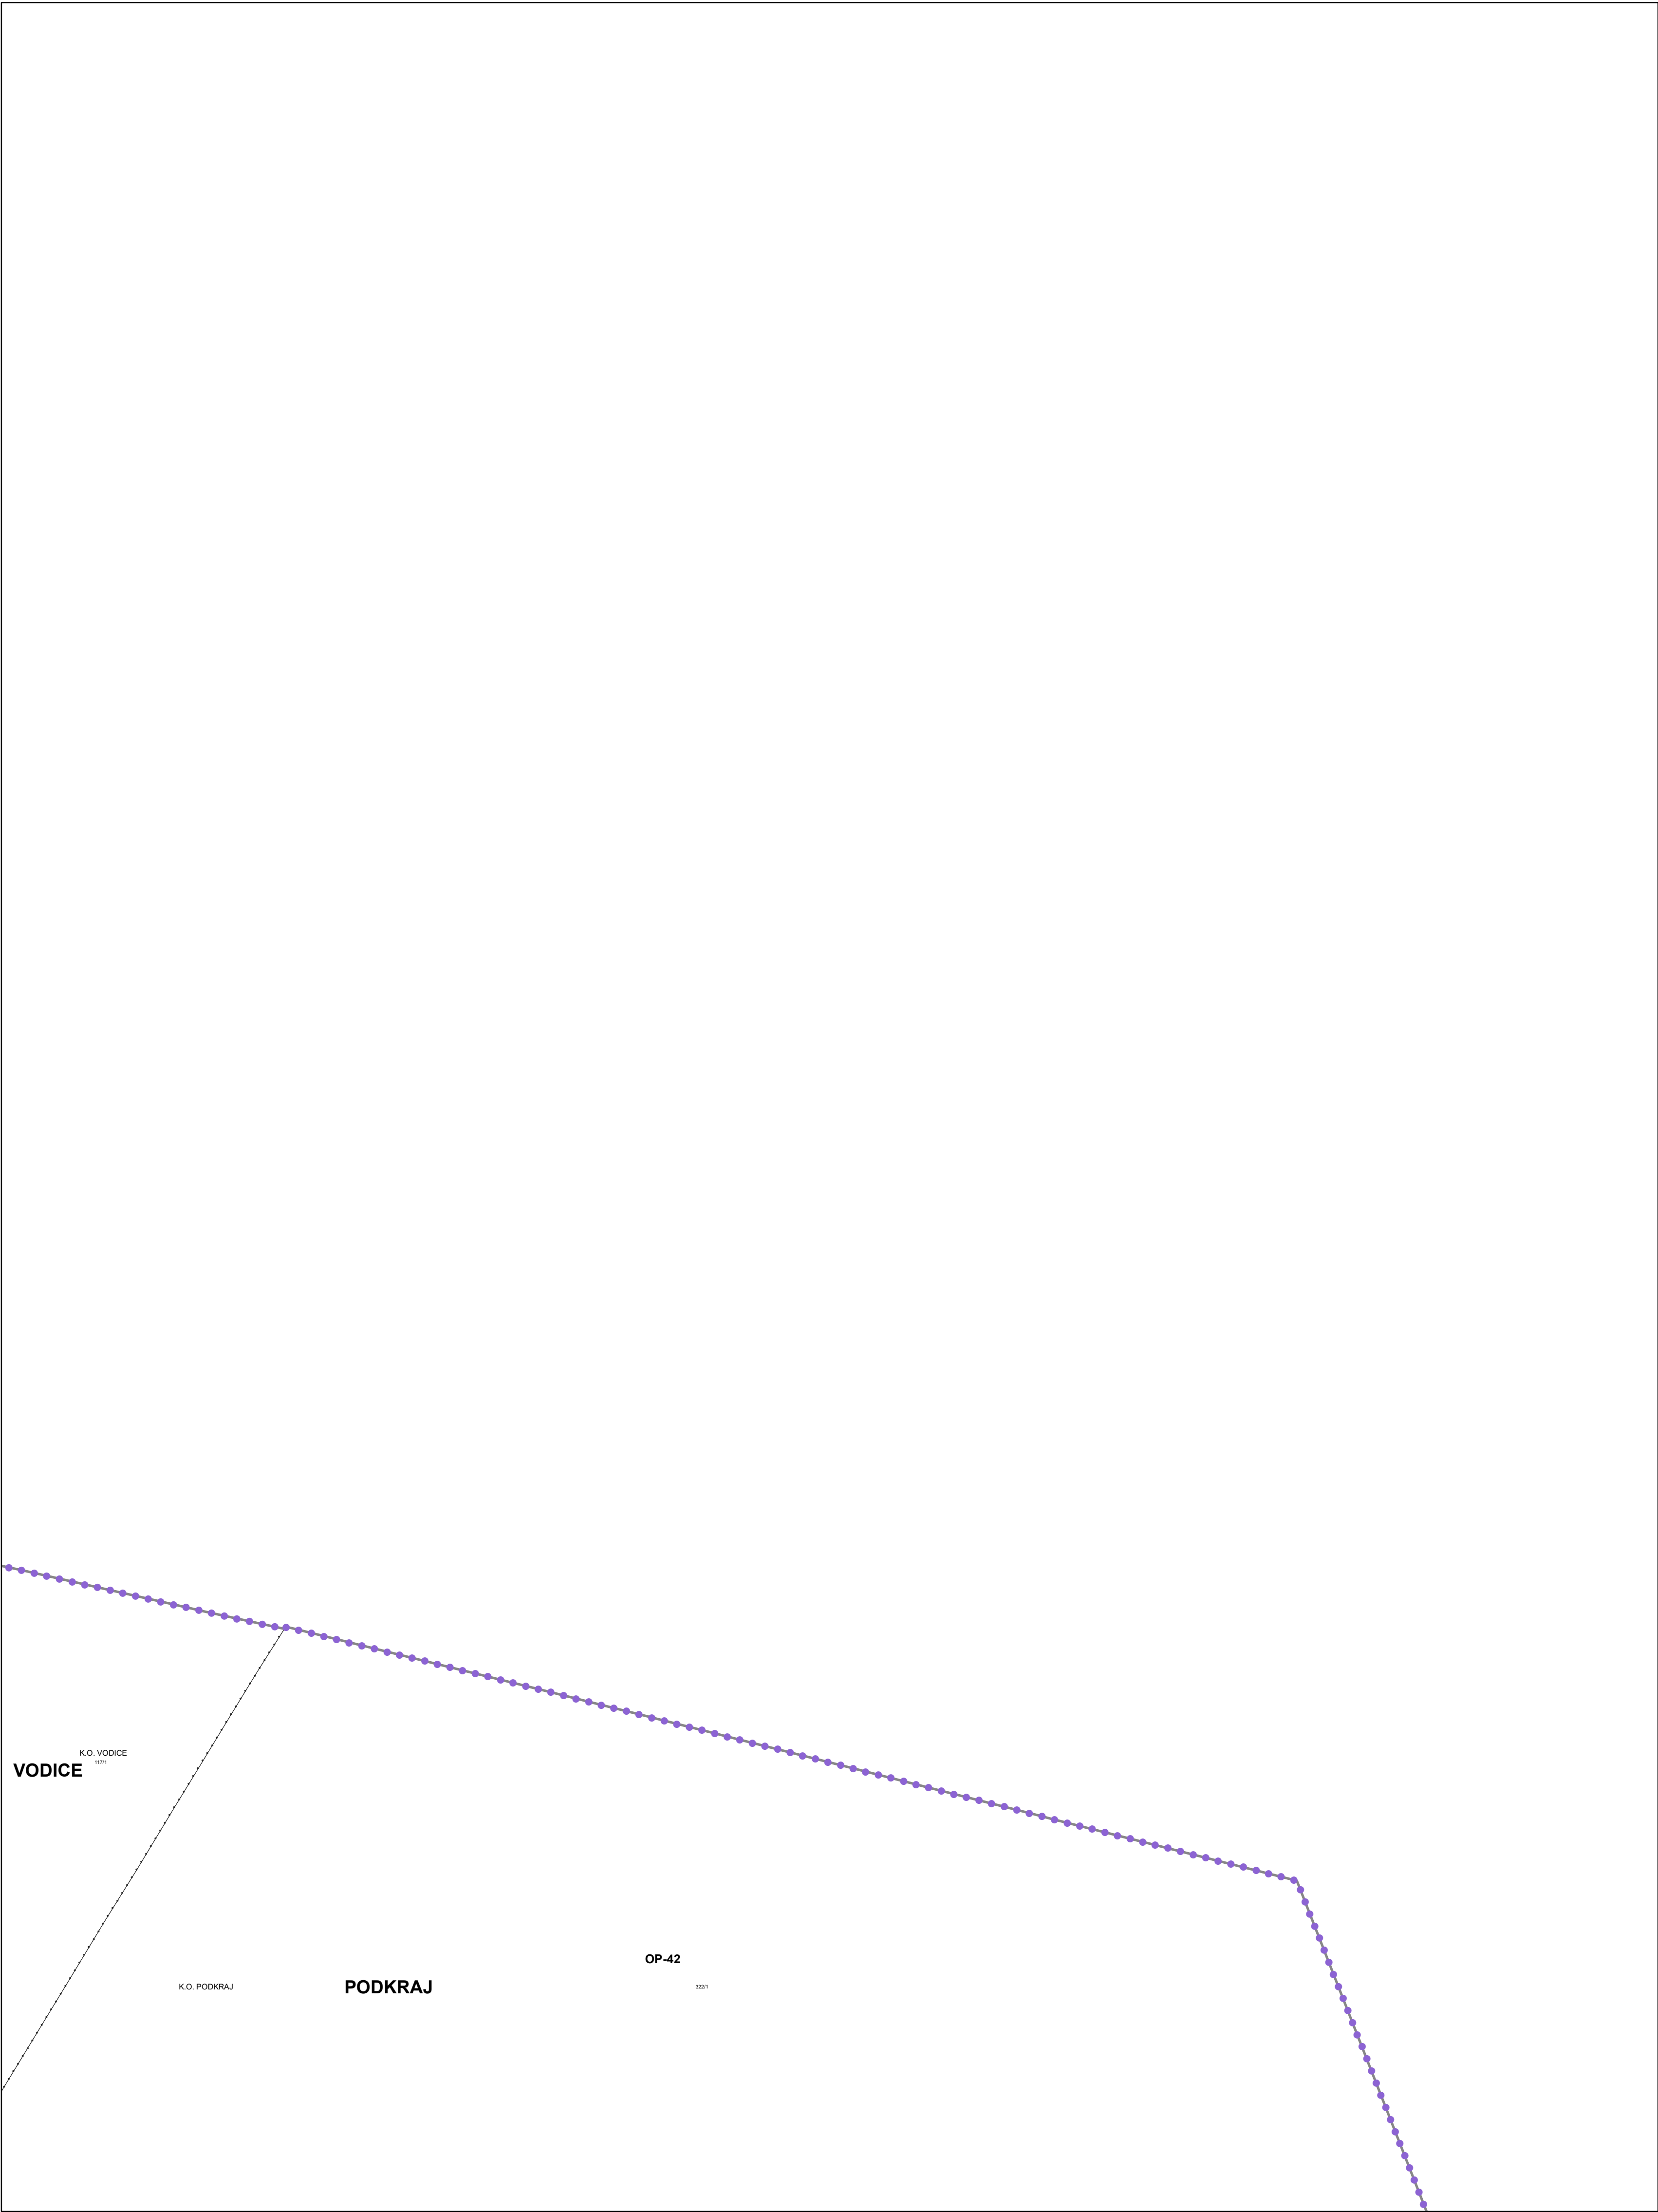 K.O. VODICE
VODICE
117/1
OP-42
K.O. PODKRAJ
PODKRAJ
322/1